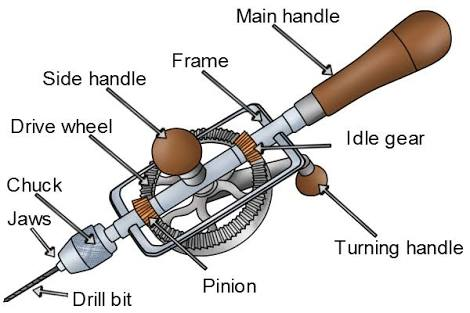 Main handle
Frame
Side handle
Drive wheel
Idle gear
Chuck
Jaws
Turning handle
Pinion
Drill bit